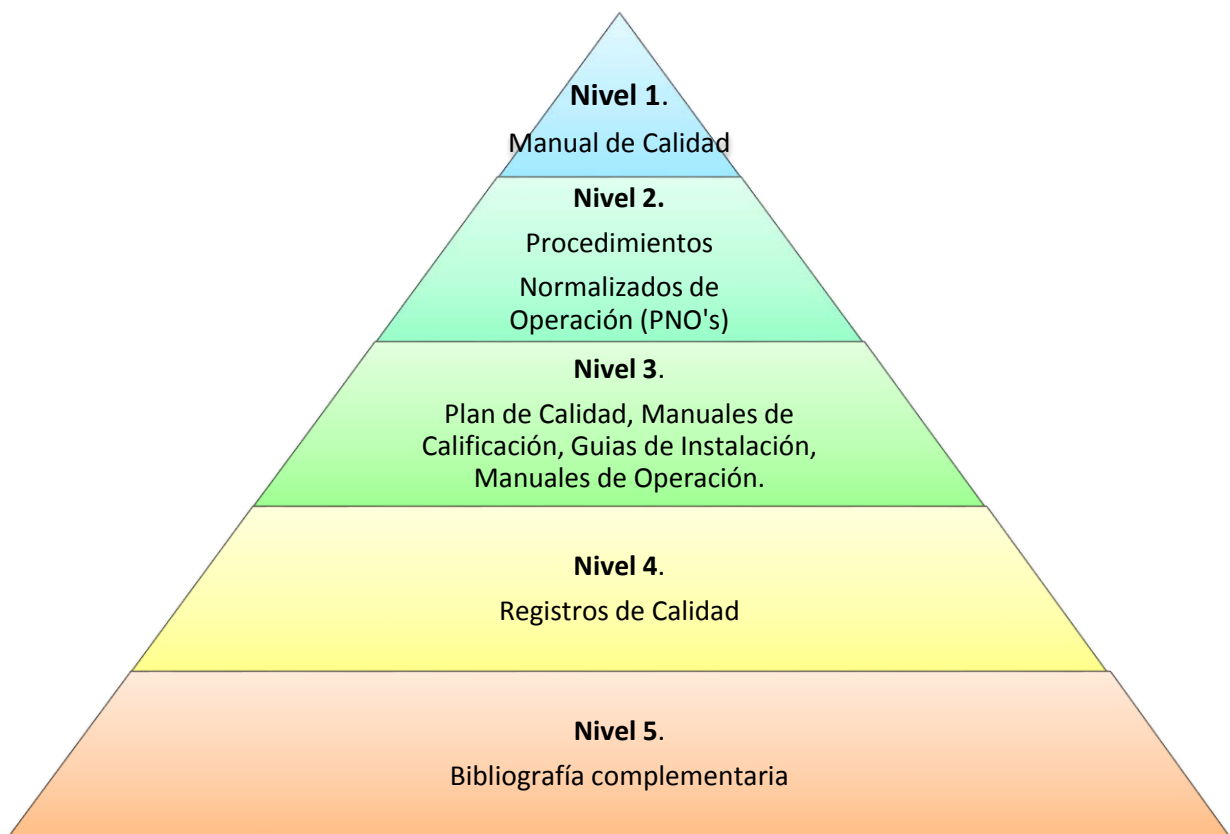 Nivel 1.
Manual de Calidad
Nivel 2.
Procedimientos
Normalizados de
Operación (PNO's)
Nivel 3.
Plan de Calidad, Manuales de
Calificación, Guias de Instalación,
Manuales de Operación.
Nivel 4.
Registros de Calidad
Nivel 5.
Bibliografía complementaria